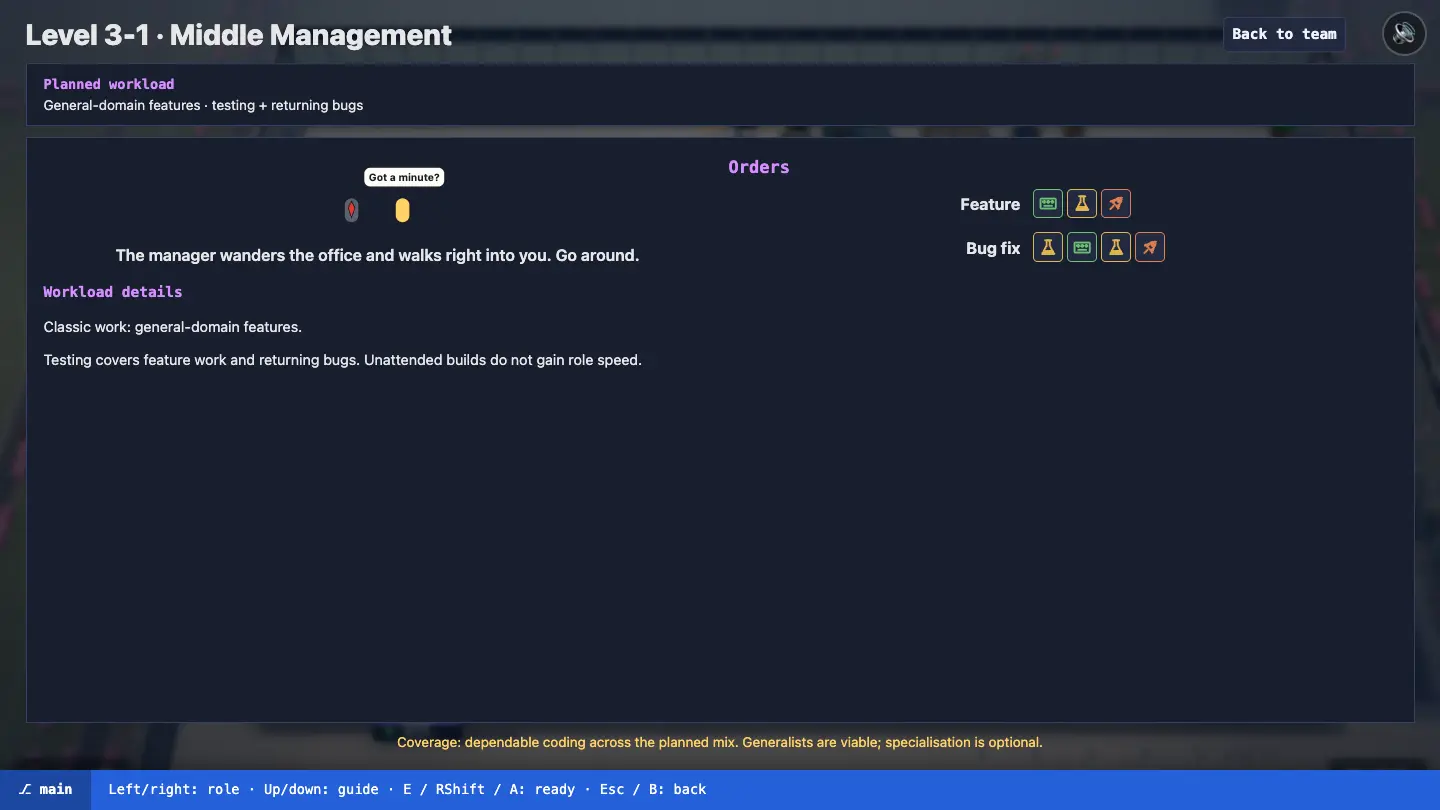 Level 3-1 · Middle Management
Back to team
Planned workload
General-domain features · testing + returning bugs
Got a minute?
The manager wanders the office and walks right into you. Go around.
Workload details
Classic work: general-domain features.
Testing covers feature work and returning bugs. Unattended builds do not gain role speed.
Orders
Feature
Bug fix
Coverage: dependable coding across the planned mix. Generalists are viable; specialisation is optional.
main
Left/right: role · Up/down: guide · E / RShift / A: ready · Esc / B: back